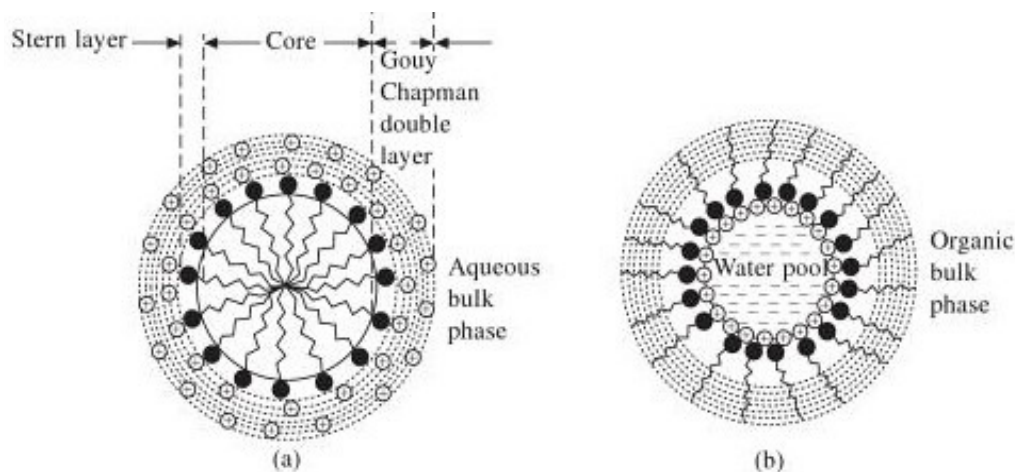 Stern layer
Core
Gouy
Chapman
double
layer
Aqueous
bulk
phase
(a)
Water pool
Organic
bulk
phase
(b)